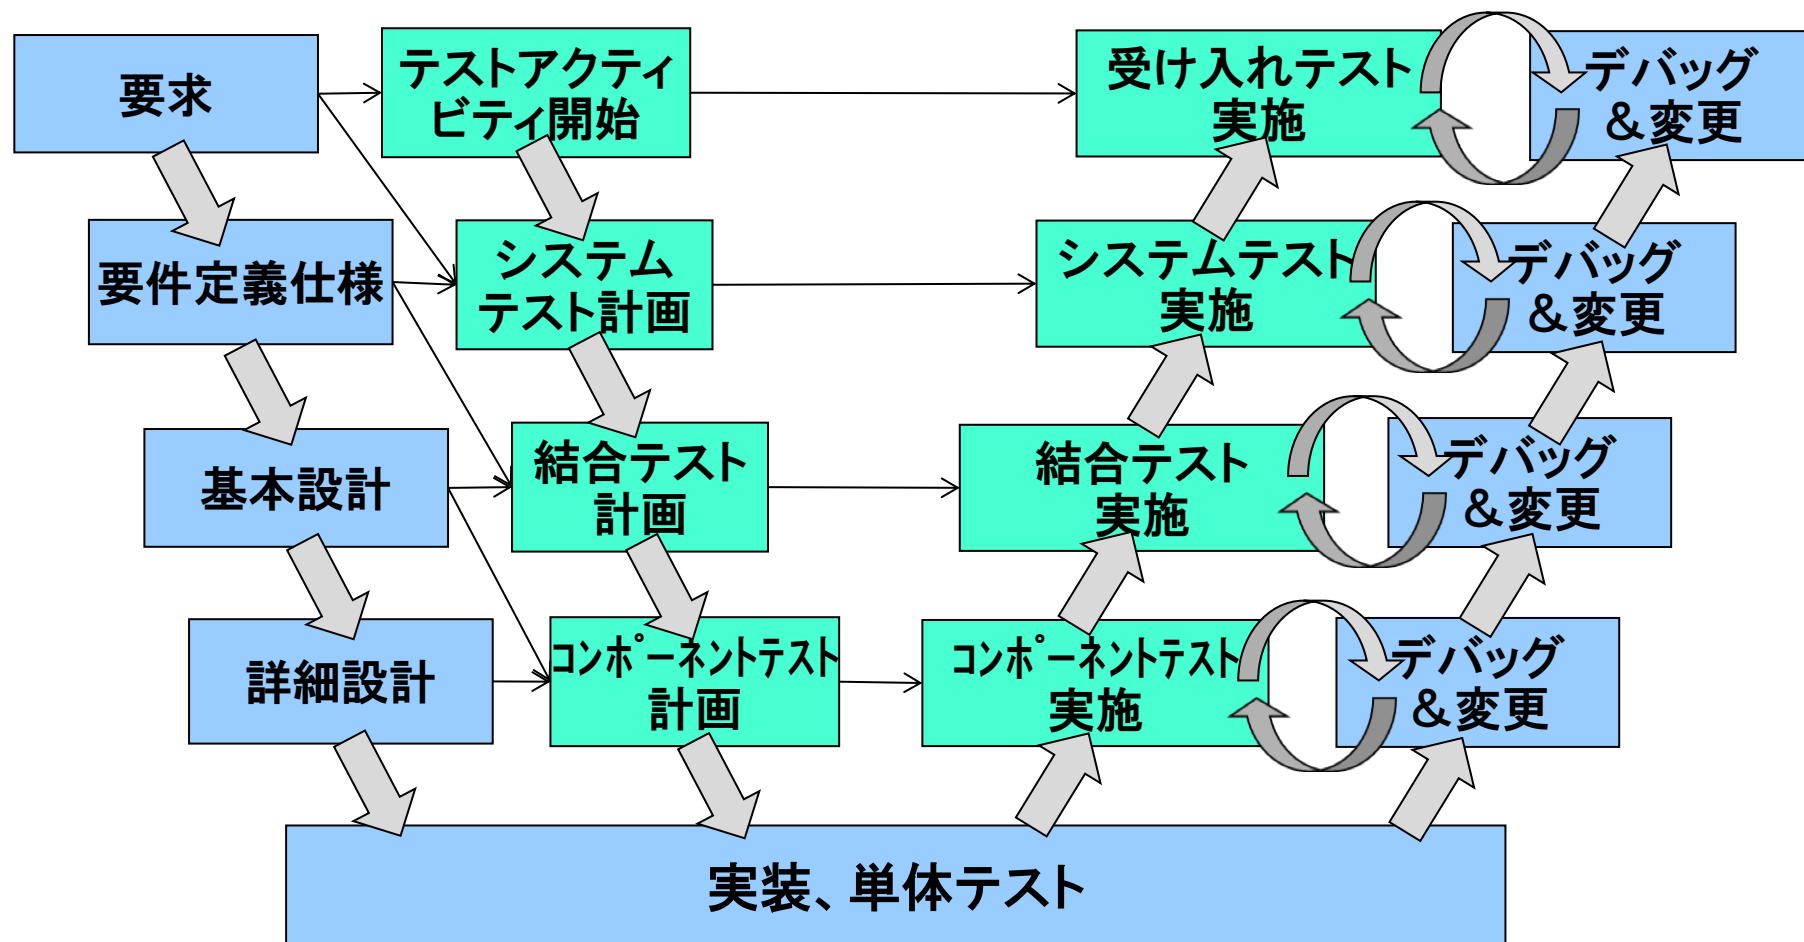 要求
テストアクティ
ビティ開始
受け入れテスト
実施
デバッグ
＆変更
要件定義仕様
システム
テスト計画
システムテスト
実施
デバッグ
＆変更
基本設計
結合テスト
計画
結合テスト
実施
デバッグ
＆変更
詳細設計
ｺﾝﾎﾟｰﾈﾝﾄﾃｽﾄ
計画
ｺﾝﾎﾟｰﾈﾝﾄﾃｽﾄ
実施
デバッグ
＆変更
実装、単体テスト